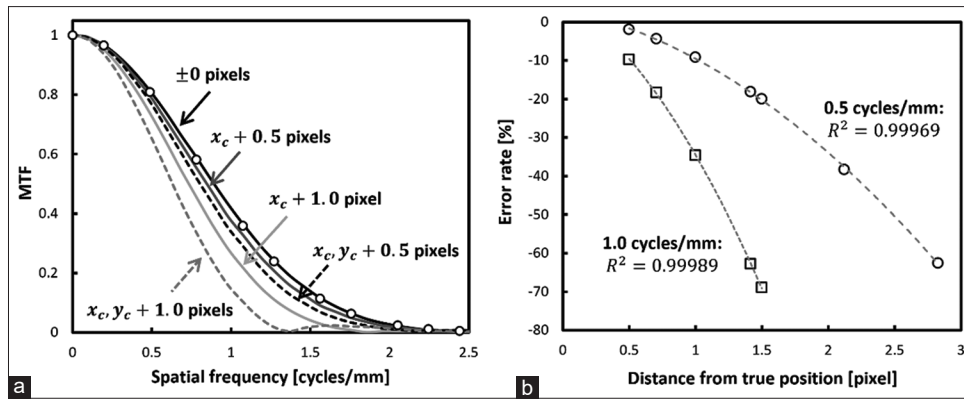 1
0.8
0.6
0.4
0.2
0
MTF
±0 pixels
x_c + 0.5 pixels
x_c + 1.0 pixel
x_c, y_c + 0.5 pixels
x_c, y_c + 1.0 pixels
0 0.5 1 1.5 2 2.5
Spatial frequency [cycles/mm]
a
0
-10
-20
-30
-40
-50
-60
-70
-80
Error rate [%]
0.5 cycles/mm:
R² = 0.99969
1.0 cycles/mm:
R² = 0.99989
0 0.5 1 1.5 2 2.5 3
Distance from true position [pixel]
b